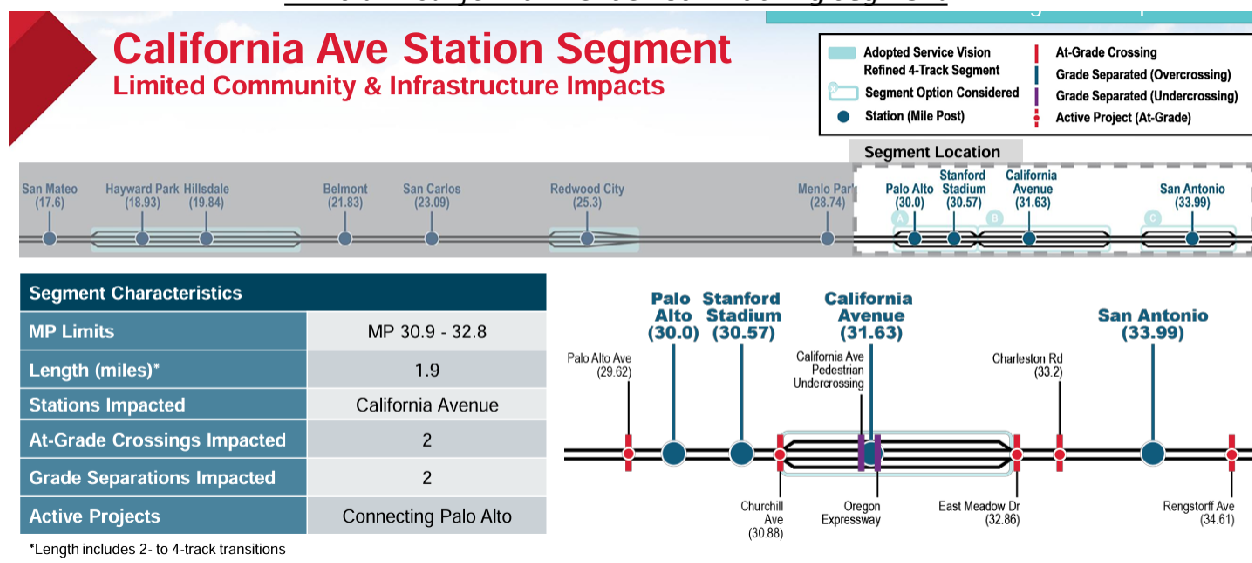 California Ave Station Segment
Limited Community & Infrastructure Impacts
Adopted Service Vision
Refined 4-Track Segment
Segment Option Considered
Station (Mile Post)
At-Grade Crossing
Grade Separated (Overcrossing)
Grade Separated (Undercrossing)
Active Project (At-Grade)
Segment Location
San Mateo
(17.6)
Hayward Park
(18.93)
Hillsdale
(19.84)
Belmont
(21.83)
San Carlos
(23.09)
Redwood City
(25.3)
Menlo Park
(28.74)
Palo Alto
(30.0)
Stanford
Stadium
(30.57)
California
Avenue
(31.63)
San Antonio
(33.99)
A
B
C
Segment Characteristics
MP Limits MP 30.9 - 32.8
Length (miles)* 1.9
Stations Impacted California Avenue
At-Grade Crossings Impacted 2
Grade Separations Impacted 2
Active Projects Connecting Palo Alto
*Length includes 2- to 4-track transitions
Palo
Alto
(30.0)
Stanford
Stadium
(30.57)
California
Avenue
(31.63)
San Antonio
(33.99)
Palo Alto Ave
(29.62)
California Ave
Pedestrian
Undercrossing
Charleston Rd
(33.2)
Churchill
Ave
(30.88)
Oregon
Expressway
East Meadow Dr
(32.86)
Rengstorff Ave
(34.61)